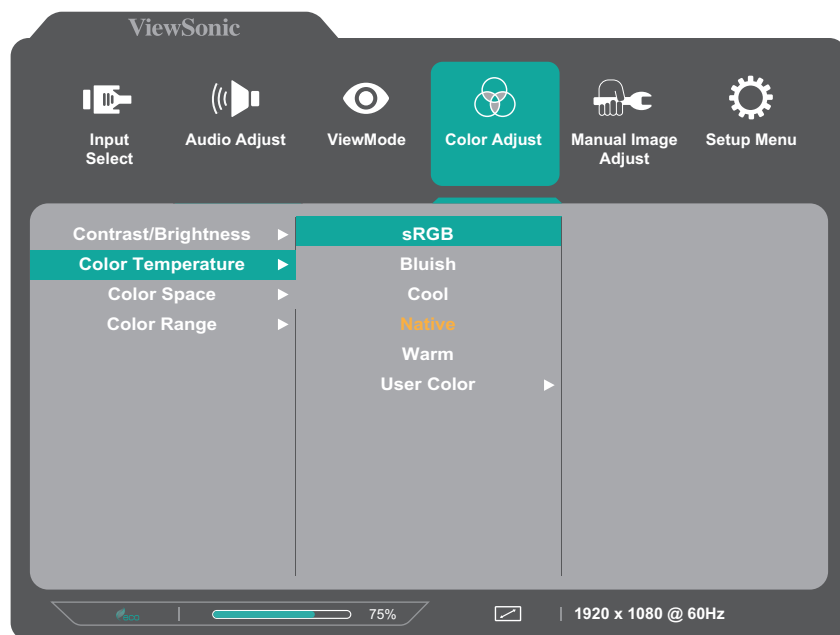 ViewSonic
Input
Select
Audio Adjust
ViewMode
Color Adjust
Manual Image
Adjust
Setup Menu
Contrast/Brightness
Color Temperature
Color Space
Color Range
sRGB
Bluish
Cool
Native
Warm
User Color
eco
75%
1920 x 1080 @ 60Hz